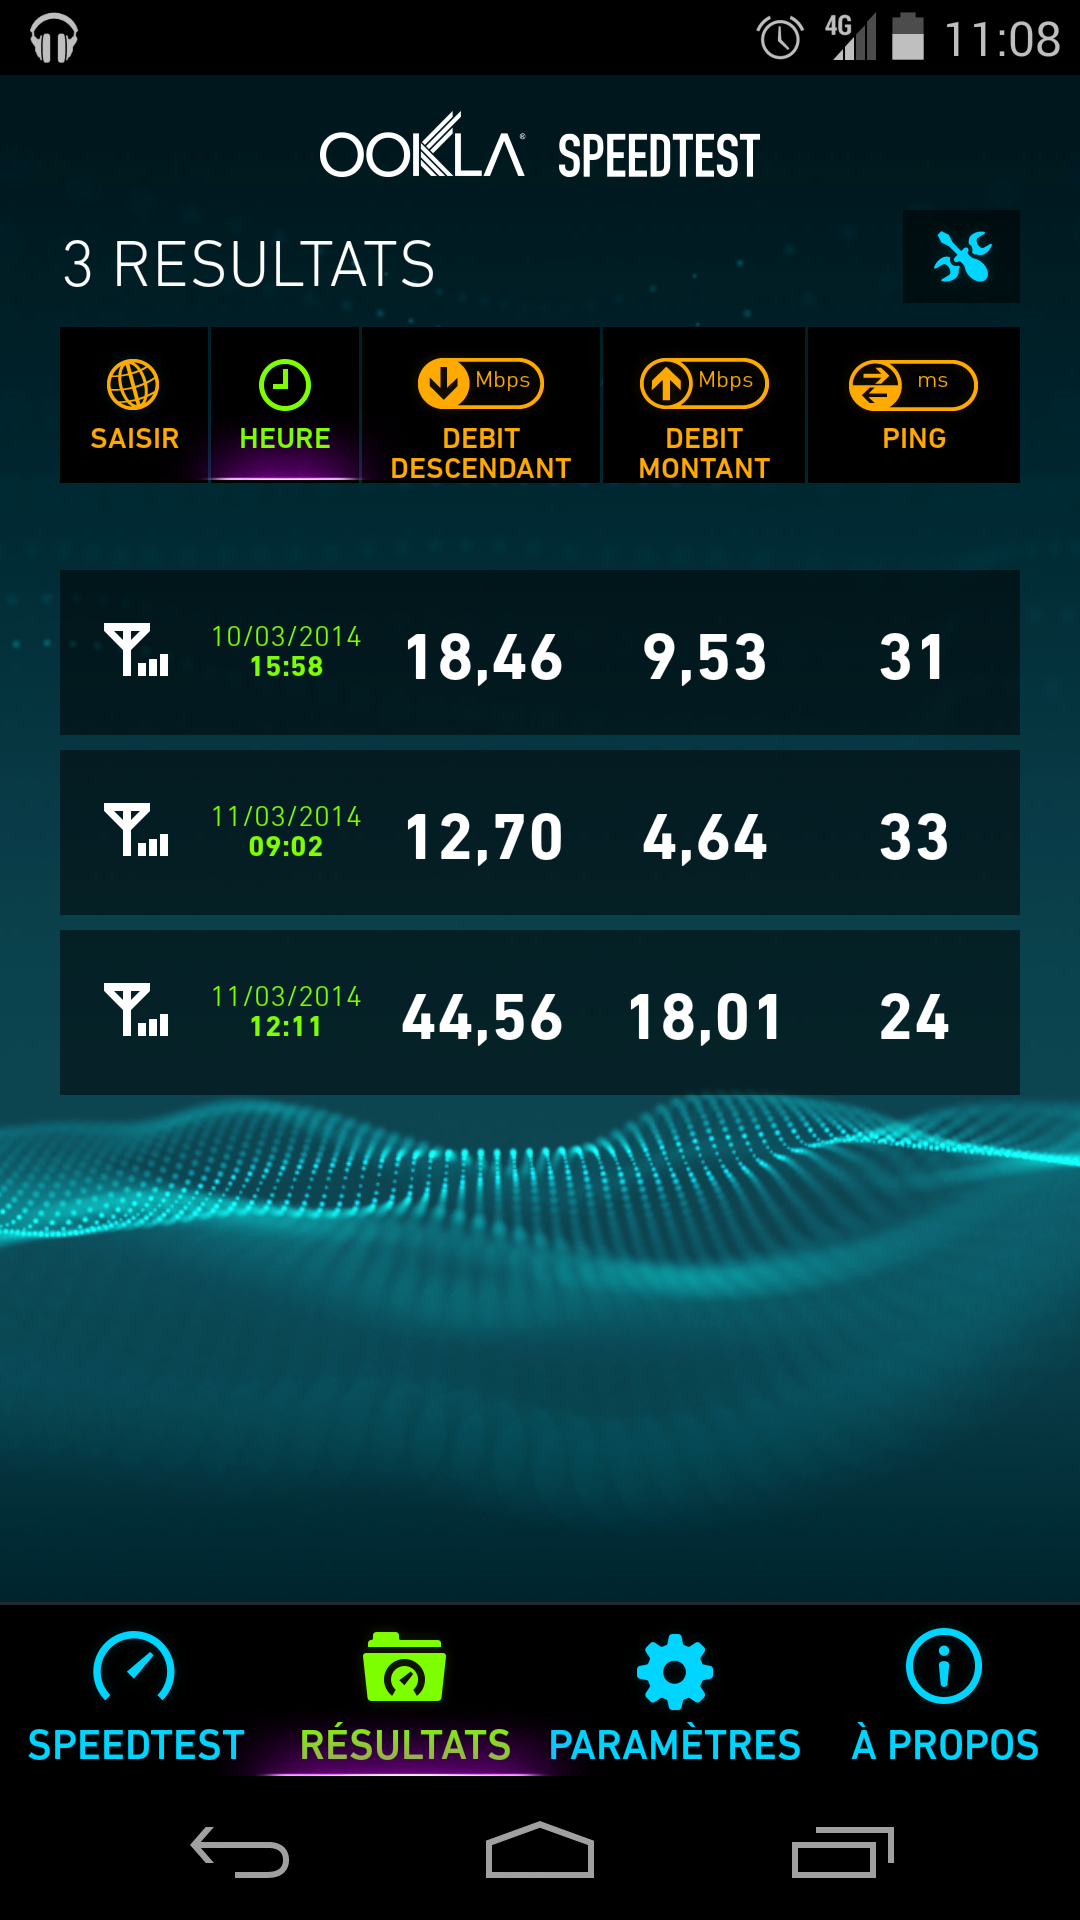 4G 11:08
OOKLA® SPEEDTEST
3 RESULTATS
Mbps Mbps ms
SAISIR HEURE DEBIT DESCENDANT DEBIT MONTANT PING
10/03/2014
15:58 18,46 9,53 31
11/03/2014
09:02 12,70 4,64 33
11/03/2014
12:11 44,56 18,01 24
SPEEDTEST RÉSULTATS PARAMÈTRES À PROPOS